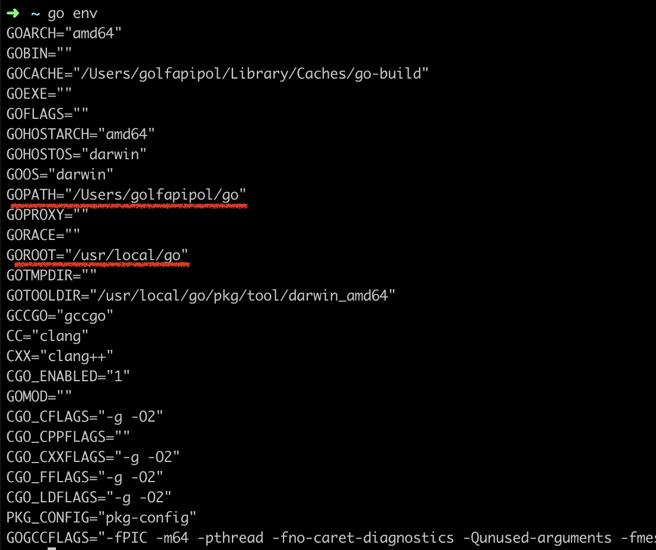 ➜ ~ go env
GOARCH="amd64"
GOBIN=""
GOCACHE="/Users/golfapipol/Library/Caches/go-build"
GOEXE=""
GOFLAGS=""
GOHOSTARCH="amd64"
GOHOSTOS="darwin"
GOOS="darwin"
GOPATH="/Users/golfapipol/go"
GOPROXY=""
GORACE=""
GOROOT="/usr/local/go"
GOTMPDIR=""
GOTOOLDIR="/usr/local/go/pkg/tool/darwin_amd64"
GCCGO="gccgo"
CC="clang"
CXX="clang++"
CGO_ENABLED="1"
GOMOD=""
CGO_CFLAGS="-g -O2"
CGO_CPPFLAGS=""
CGO_CXXFLAGS="-g -O2"
CGO_FFLAGS="-g -O2"
CGO_LDFLAGS="-g -O2"
PKG_CONFIG="pkg-config"
GOGCCFLAGS="-fPIC -m64 -pthread -fno-caret-diagnostics -Qunused-arguments -fmes